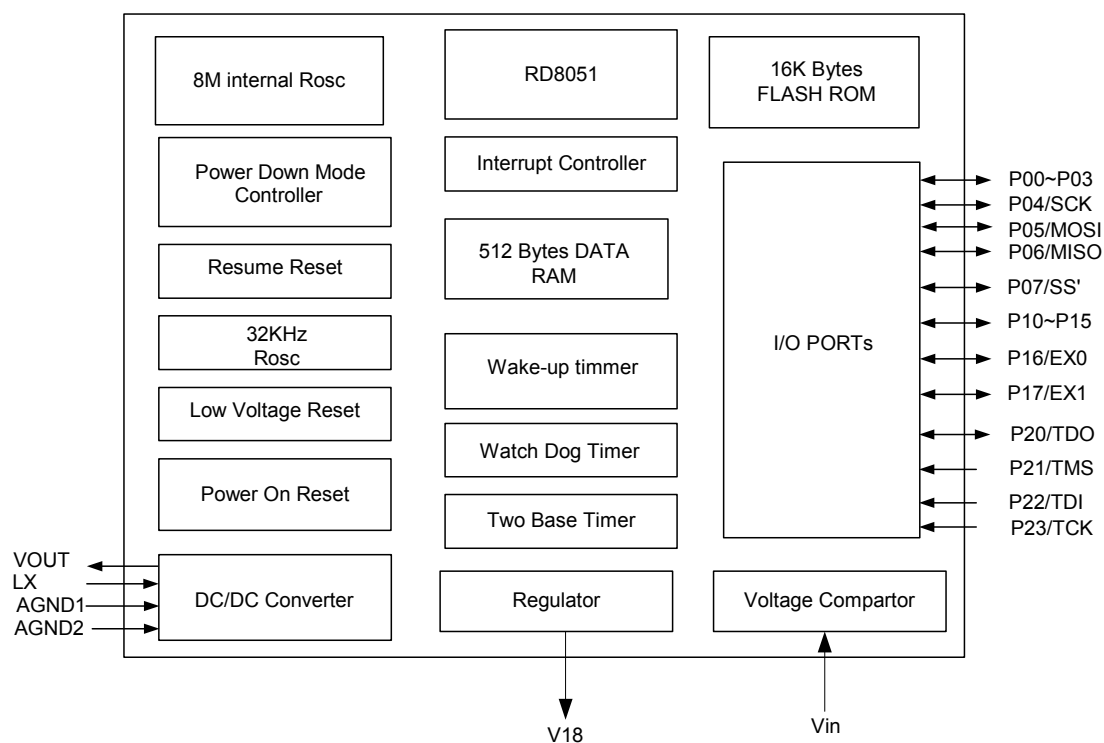 8M internal Rosc
RD8051
16K Bytes
FLASH ROM
Power Down Mode
Controller
Interrupt Controller
Resume Reset
512 Bytes DATA
RAM
32KHz
Rosc
Wake-up timmer
Low Voltage Reset
Watch Dog Timer
Power On Reset
Two Base Timer
I/O PORTs
P00~P03
P04/SCK
P05/MOSI
P06/MISO
P07/SS'
P10~P15
P16/EX0
P17/EX1
P20/TDO
P21/TMS
P22/TDI
P23/TCK
VOUT
LX
AGND1
AGND2
DC/DC Converter
Regulator
Voltage Compartor
V18
Vin